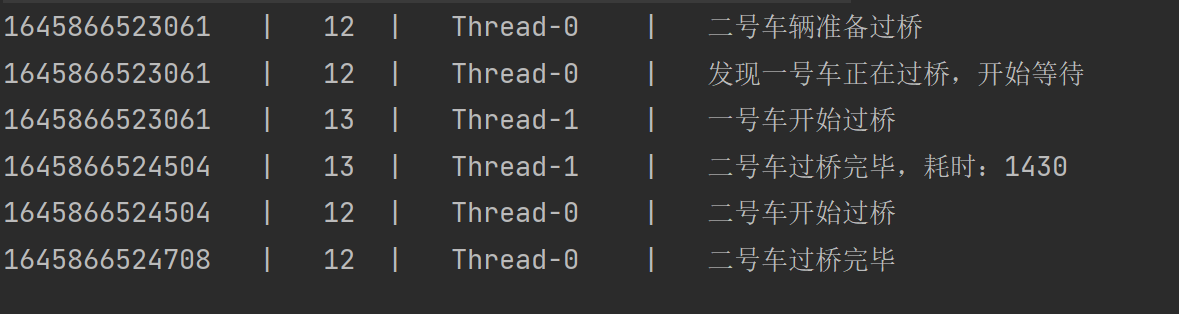 1645866523061 | 12 | Thread-0 | 二号车辆准备过桥
1645866523061 | 12 | Thread-0 | 发现一号车正在过桥，开始等待
1645866523061 | 13 | Thread-1 | 一号车开始过桥
1645866524504 | 13 | Thread-1 | 二号车过桥完毕，耗时：1430
1645866524504 | 12 | Thread-0 | 二号车开始过桥
1645866524708 | 12 | Thread-0 | 二号车过桥完毕